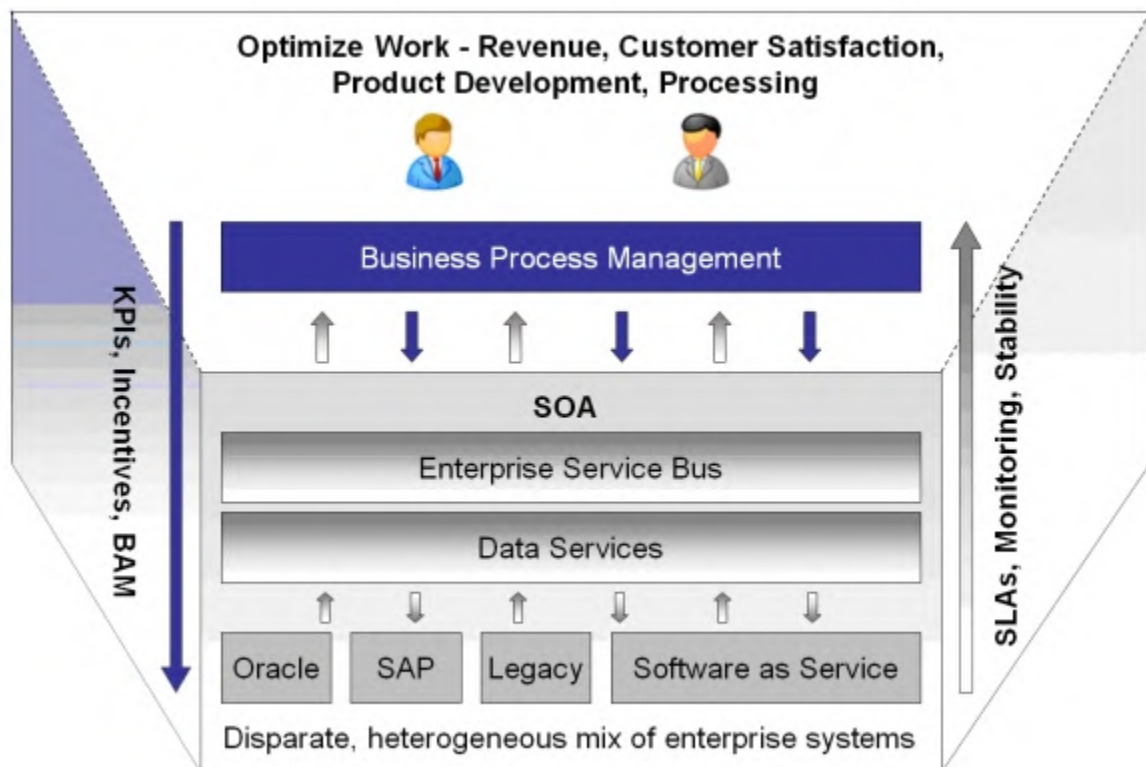 Optimize Work - Revenue, Customer Satisfaction,
Product Development, Processing
Business Process Management
KPIs, Incentives, BAM
SLAs, Monitoring, Stability
SOA
Enterprise Service Bus
Data Services
Oracle
SAP
Legacy
Software as Service
Disparate, heterogeneous mix of enterprise systems